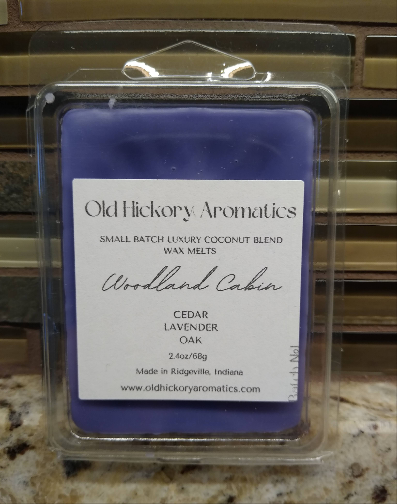 Old Hickory Aromatics
SMALL BATCH LUXURY COCONUT BLEND
WAX MELTS
Woodland Cabin
CEDAR
LAVENDER
OAK
2.4oz/68g
Made in Ridgeville, Indiana
www.oldhickoryaromatics.com
Batch No1